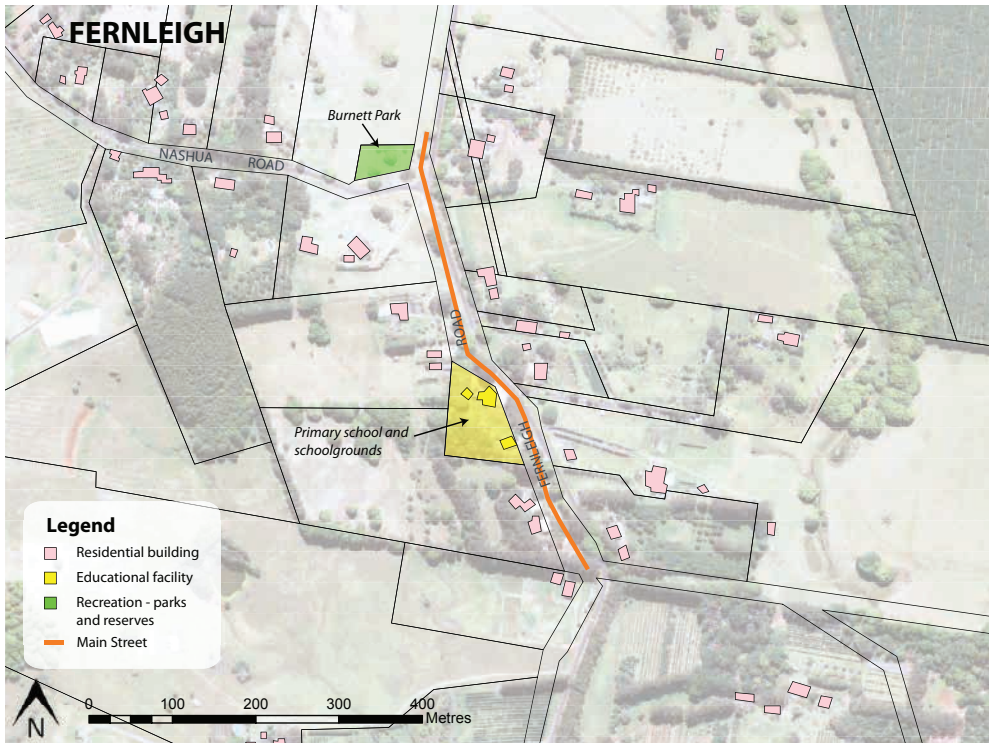 FERNLEIGH
Burnett Park
NASHUA ROAD
ROAD
Primary school and
schoolgrounds
FERNLEIGH
Legend
Residential building
Educational facility
Recreation - parks
and reserves
Main Street
N
0 100 200 300 400
Metres